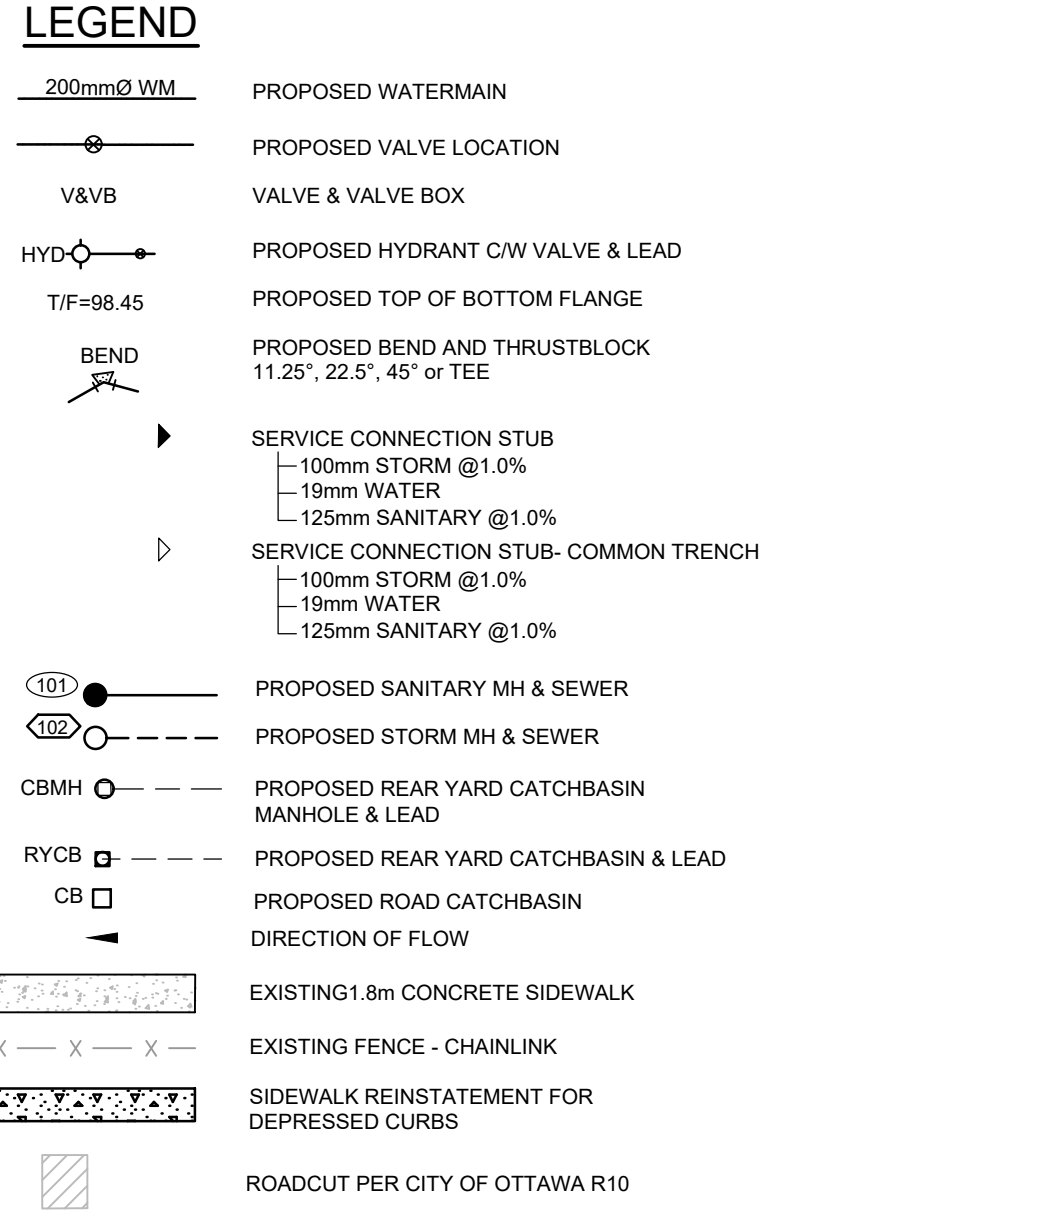 LEGEND
200mmØ WM PROPOSED WATERMAIN
PROPOSED VALVE LOCATION
V&VB VALVE & VALVE BOX
HYD PROPOSED HYDRANT C/W VALVE & LEAD
T/F=98.45 PROPOSED TOP OF BOTTOM FLANGE
BEND PROPOSED BEND AND THRUSTBLOCK
11.25°, 22.5°, 45° or TEE
SERVICE CONNECTION STUB
100mm STORM @1.0%
19mm WATER
125mm SANITARY @1.0%
SERVICE CONNECTION STUB- COMMON TRENCH
100mm STORM @1.0%
19mm WATER
125mm SANITARY @1.0%
101 PROPOSED SANITARY MH & SEWER
102 PROPOSED STORM MH & SEWER
CBMH PROPOSED REAR YARD CATCHBASIN
MANHOLE & LEAD
RYCB PROPOSED REAR YARD CATCHBASIN & LEAD
CB PROPOSED ROAD CATCHBASIN
DIRECTION OF FLOW
EXISTING1.8m CONCRETE SIDEWALK
X X X EXISTING FENCE - CHAINLINK
SIDEWALK REINSTATEMENT FOR
DEPRESSED CURBS
ROADCUT PER CITY OF OTTAWA R10